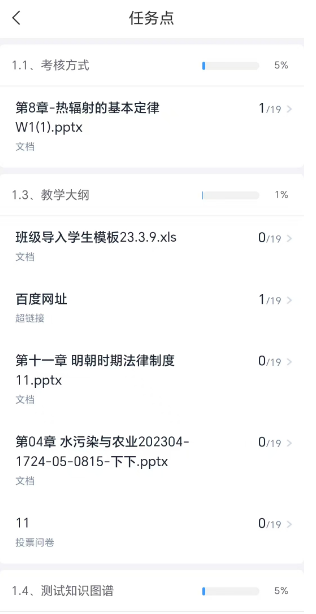 任务点
1.1、考核方式 5%
第8章-热辐射的基本定律 1/19
W1(1).pptx
文档
1.3、教学大纲 1%
班级导入学生模板23.3.9.xls 0/19
文档
百度网址 1/19
超链接
第十一章 明朝时期法律制度 0/19
11.pptx
文档
第04章 水污染与农业202304- 0/19
1724-05-0815-下下.pptx
文档
11 0/19
投票问卷
1.4、测试知识图谱 5%